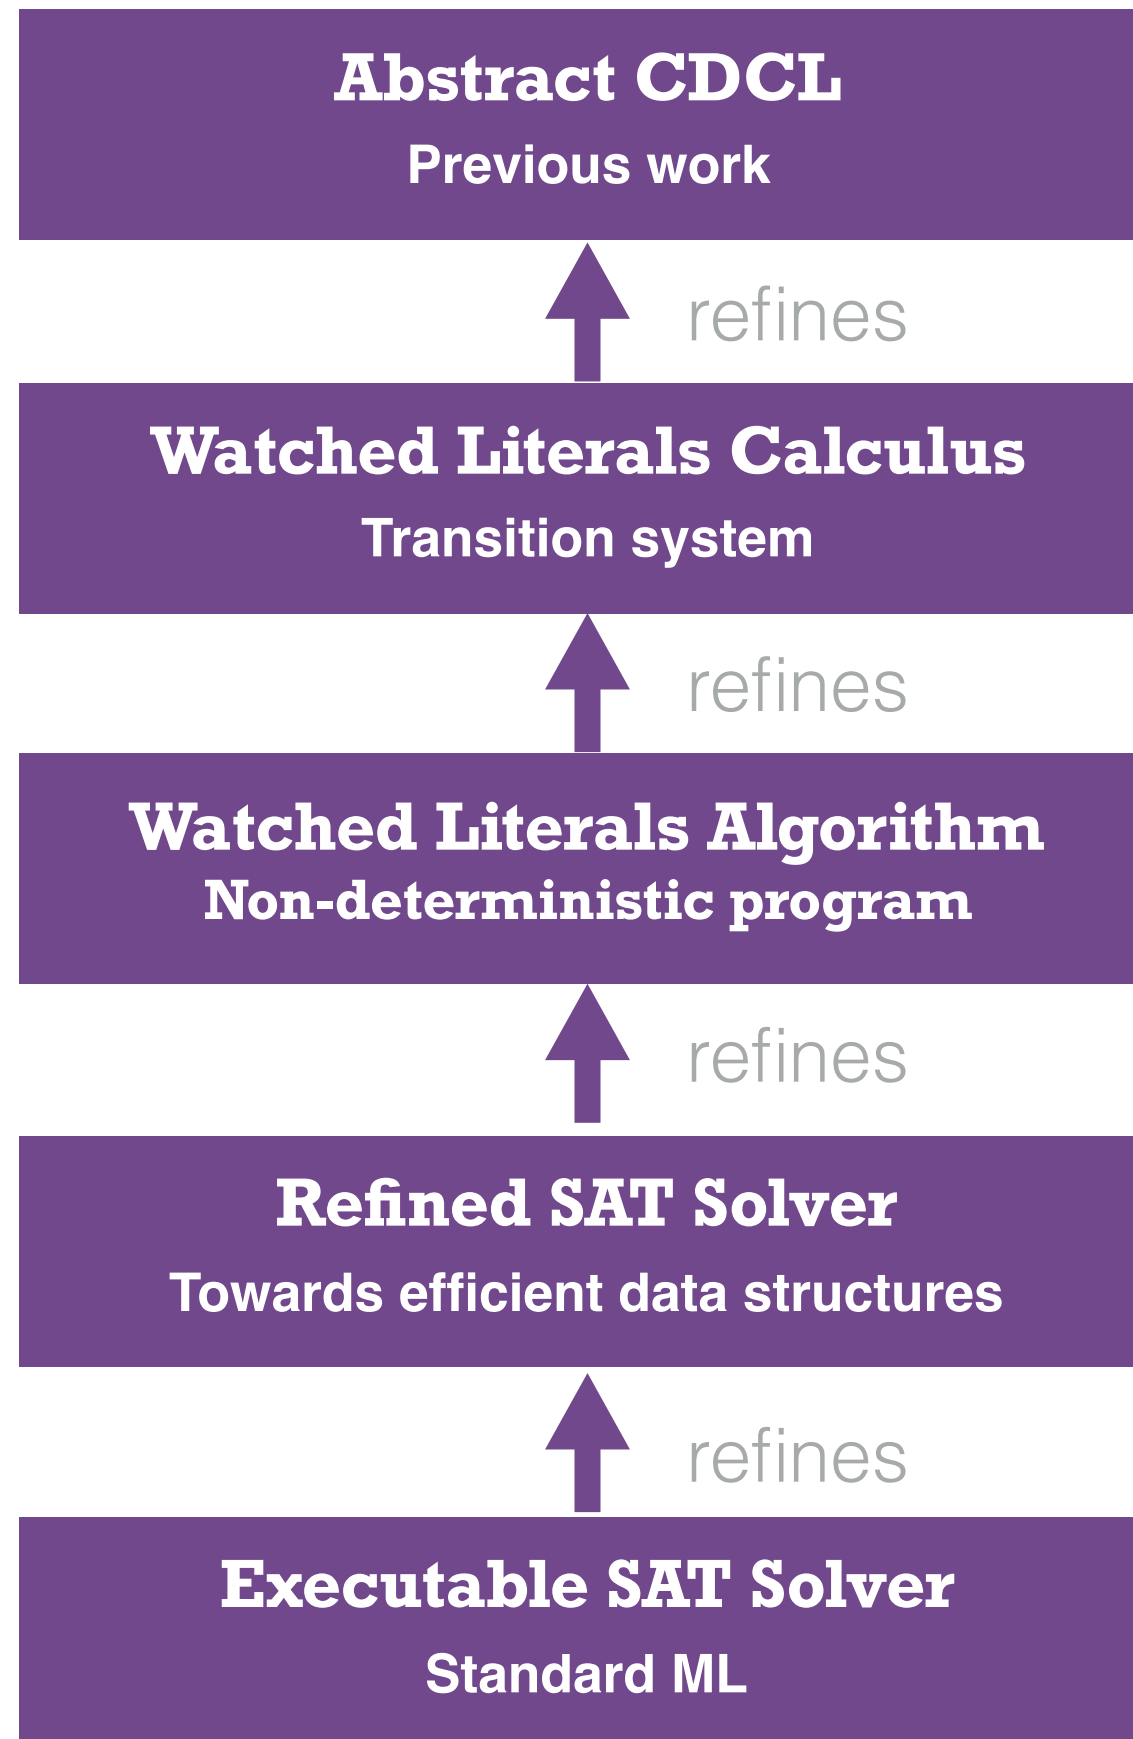 Abstract CDCL
Previous work
refines
Watched Literals Calculus
Transition system
refines
Watched Literals Algorithm
Non-deterministic program
refines
Refined SAT Solver
Towards efficient data structures
refines
Executable SAT Solver
Standard ML